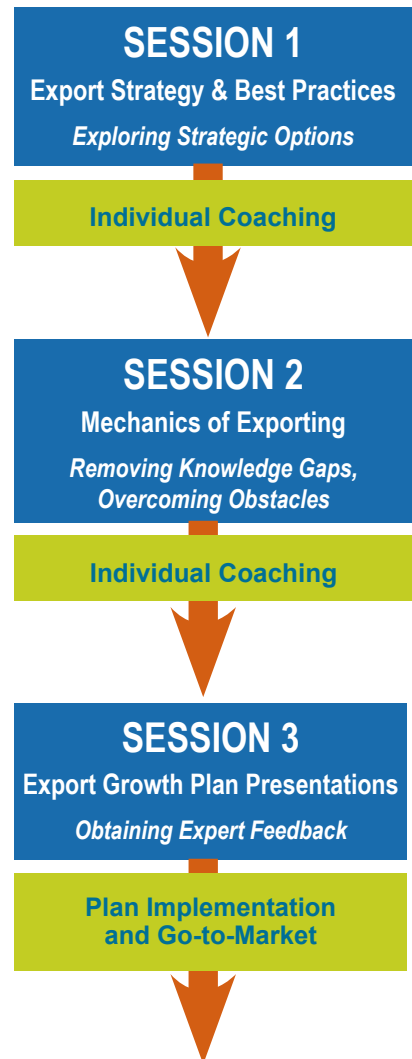 SESSION 1
Export Strategy & Best Practices
Exploring Strategic Options
Individual Coaching
SESSION 2
Mechanics of Exporting
Removing Knowledge Gaps,
Overcoming Obstacles
Individual Coaching
SESSION 3
Export Growth Plan Presentations
Obtaining Expert Feedback
Plan Implementation
and Go-to-Market